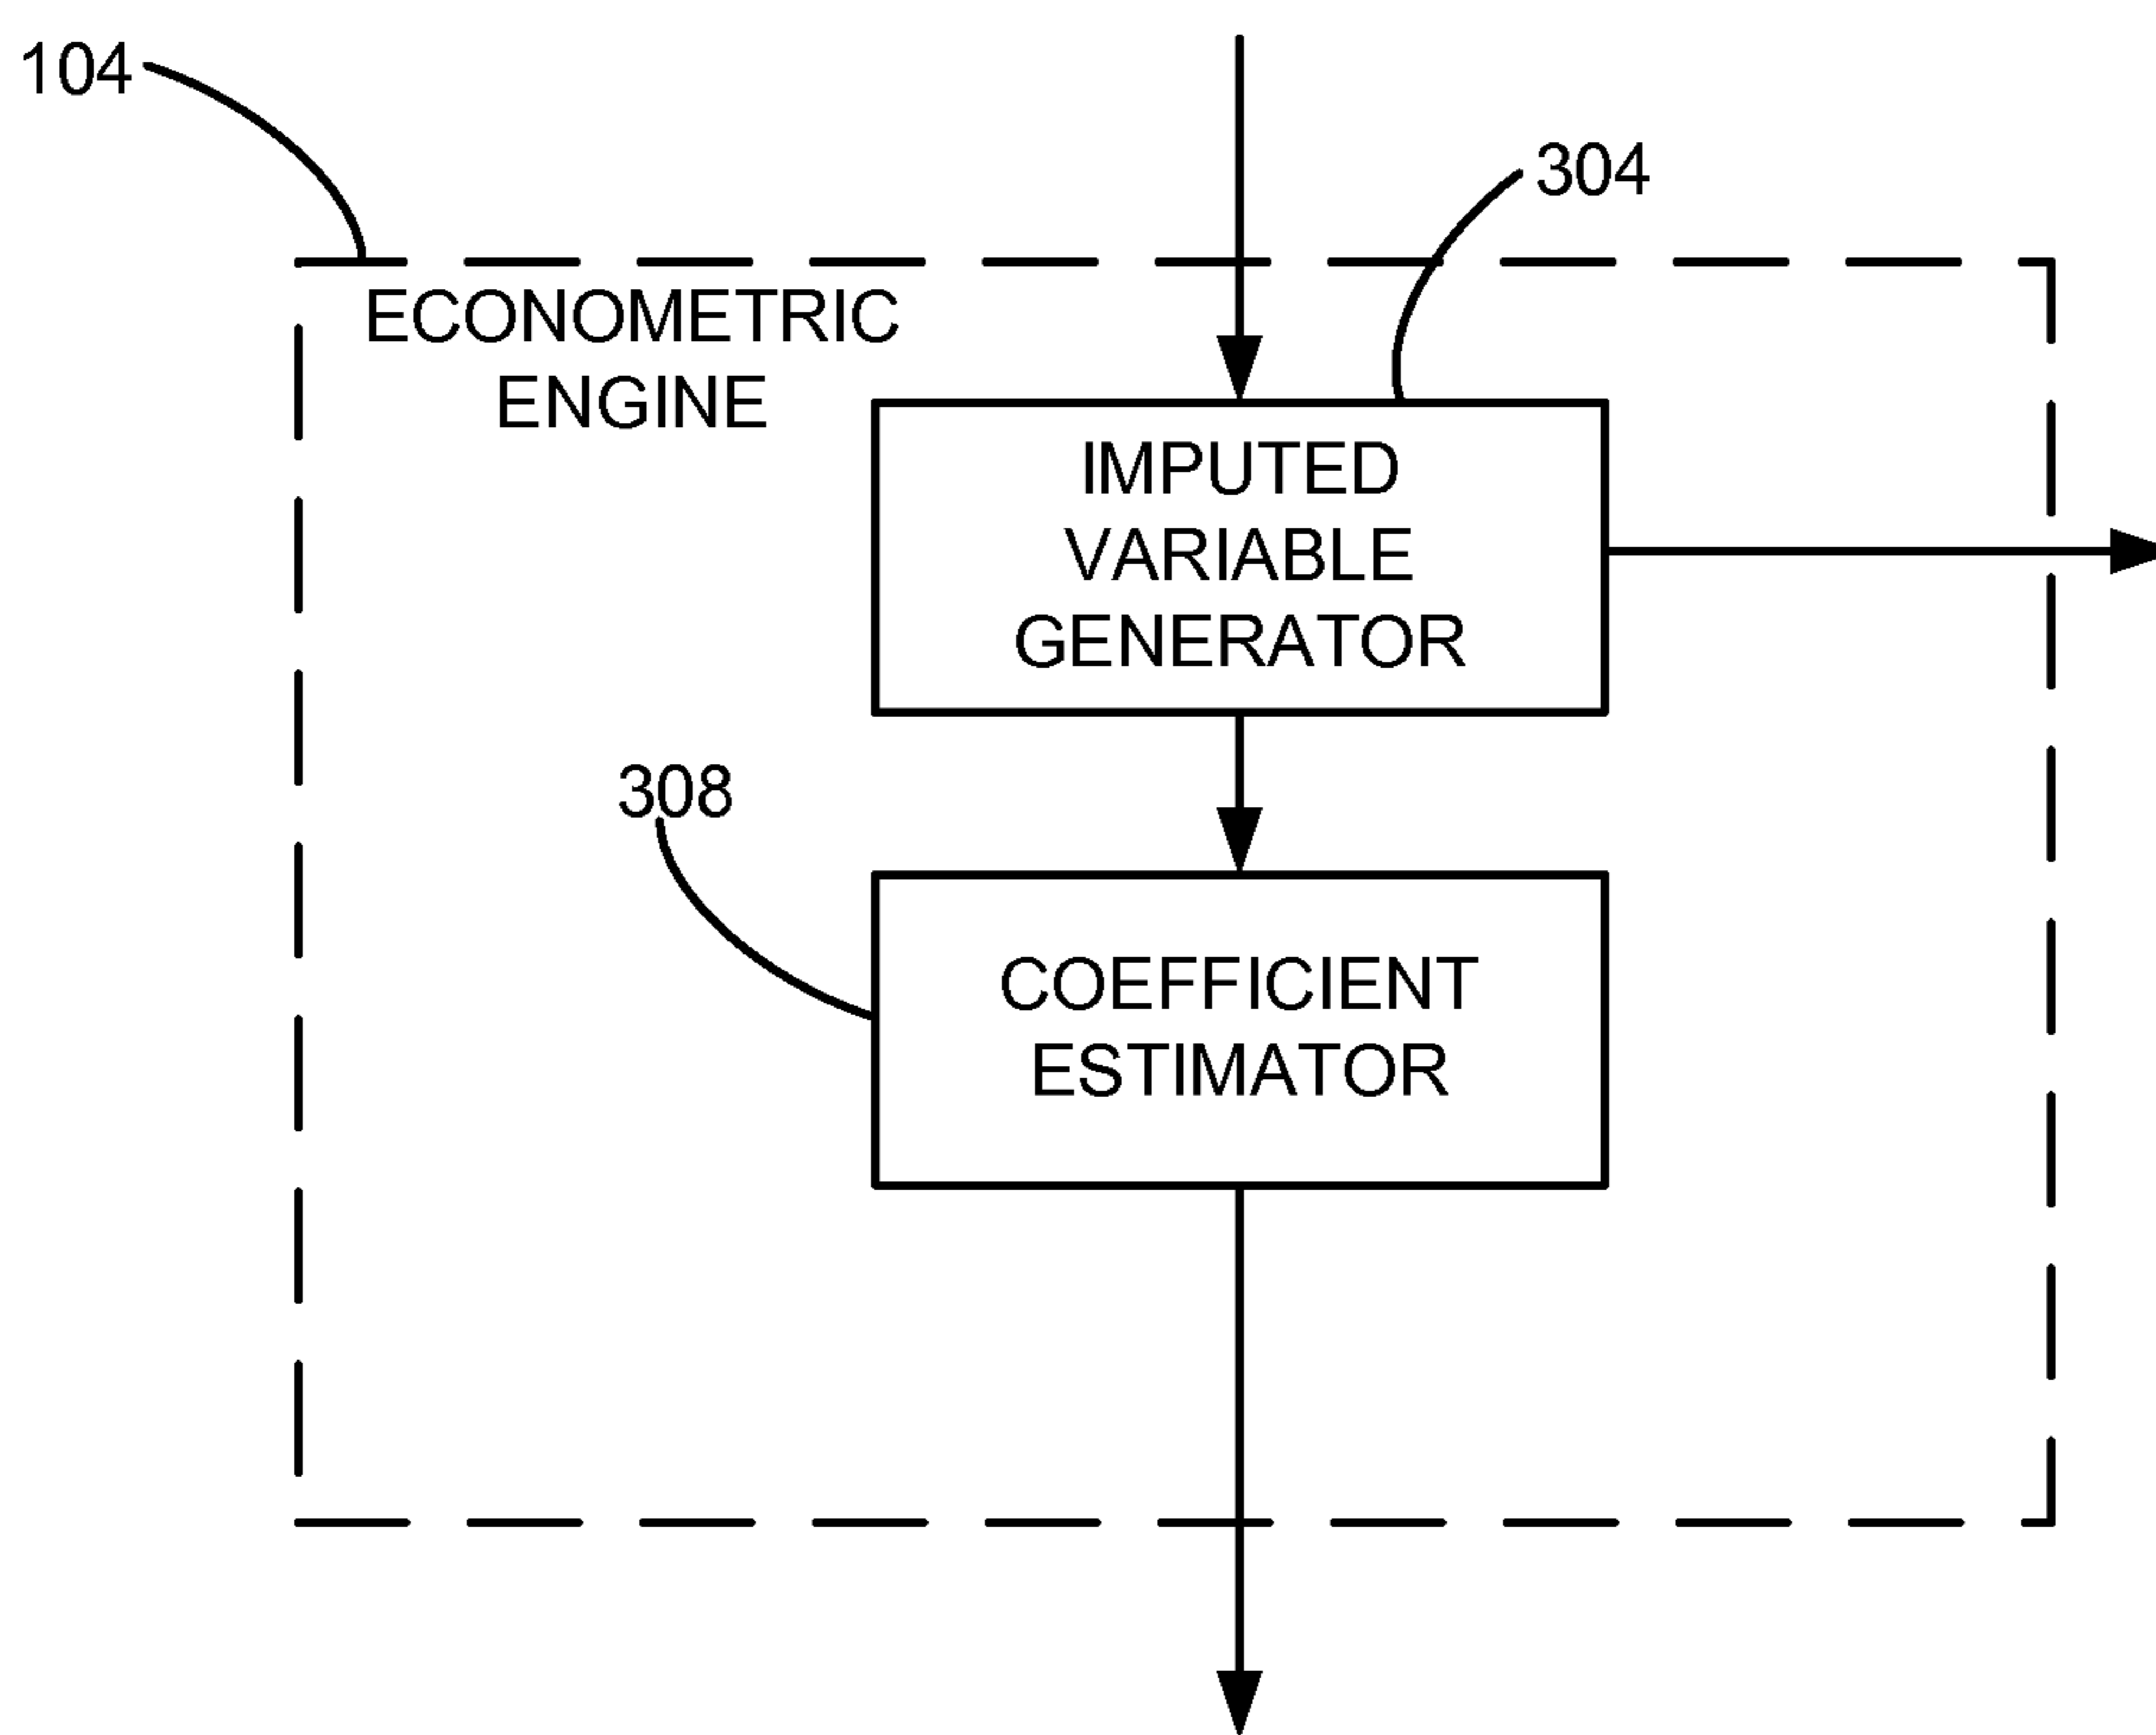 104
304
ECONOMETRIC
ENGINE
IMPUTED
VARIABLE
GENERATOR
308
COEFFICIENT
ESTIMATOR